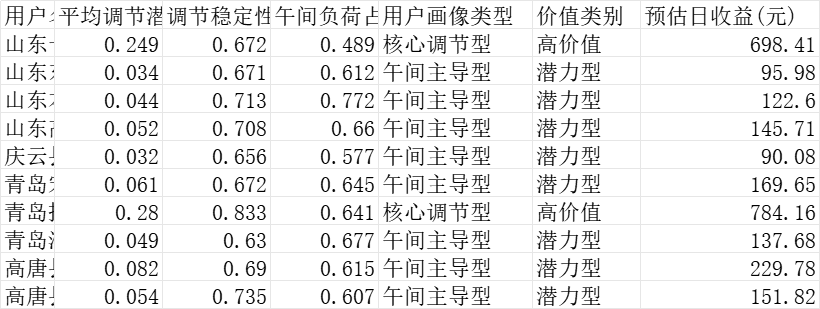 用户 平均调节潜 调节稳定性 午间负荷占 用户画像类型 价值类别 预估日收益(元)
山东 0.249 0.672 0.489 核心调节型 高价值 698.41
山东 0.034 0.671 0.612 午间主导型 潜力型 95.98
山东 0.044 0.713 0.772 午间主导型 潜力型 122.6
山东 0.052 0.708 0.66 午间主导型 潜力型 145.71
庆云 0.032 0.656 0.577 午间主导型 潜力型 90.08
青岛 0.061 0.672 0.645 午间主导型 潜力型 169.65
青岛 0.28 0.833 0.641 核心调节型 高价值 784.16
青岛 0.049 0.63 0.677 午间主导型 潜力型 137.68
高唐 0.082 0.69 0.615 午间主导型 潜力型 229.78
高唐 0.054 0.735 0.607 午间主导型 潜力型 151.82